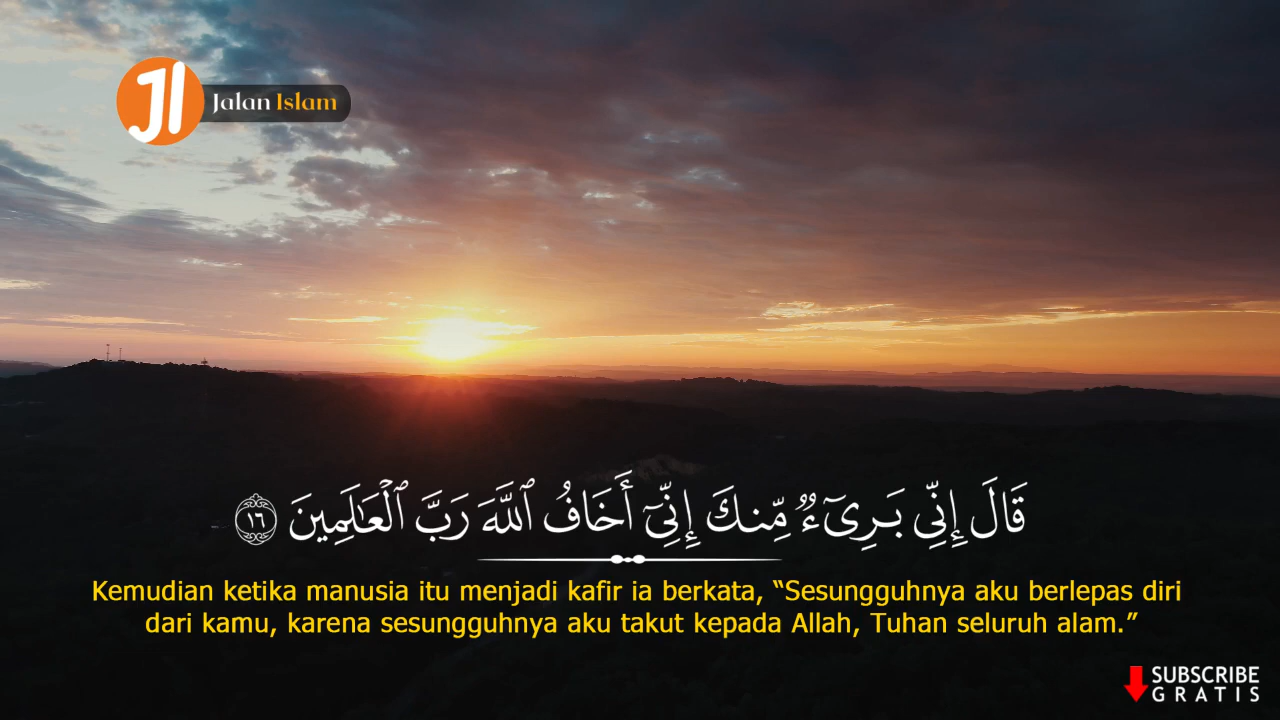 JI
Jalan Islam
قَالَ إِنِّى بَرِىٓءٌۭ مِّنكَ إِنِّىٓ أَخَافُ ٱللَّهَ رَبَّ ٱلْعَـٰلَمِينَ ١٦
Kemudian ketika manusia itu menjadi kafir ia berkata, “Sesungguhnya aku berlepas diri
dari kamu, karena sesungguhnya aku takut kepada Allah, Tuhan seluruh alam.”
SUBSCRIBE
GRATIS